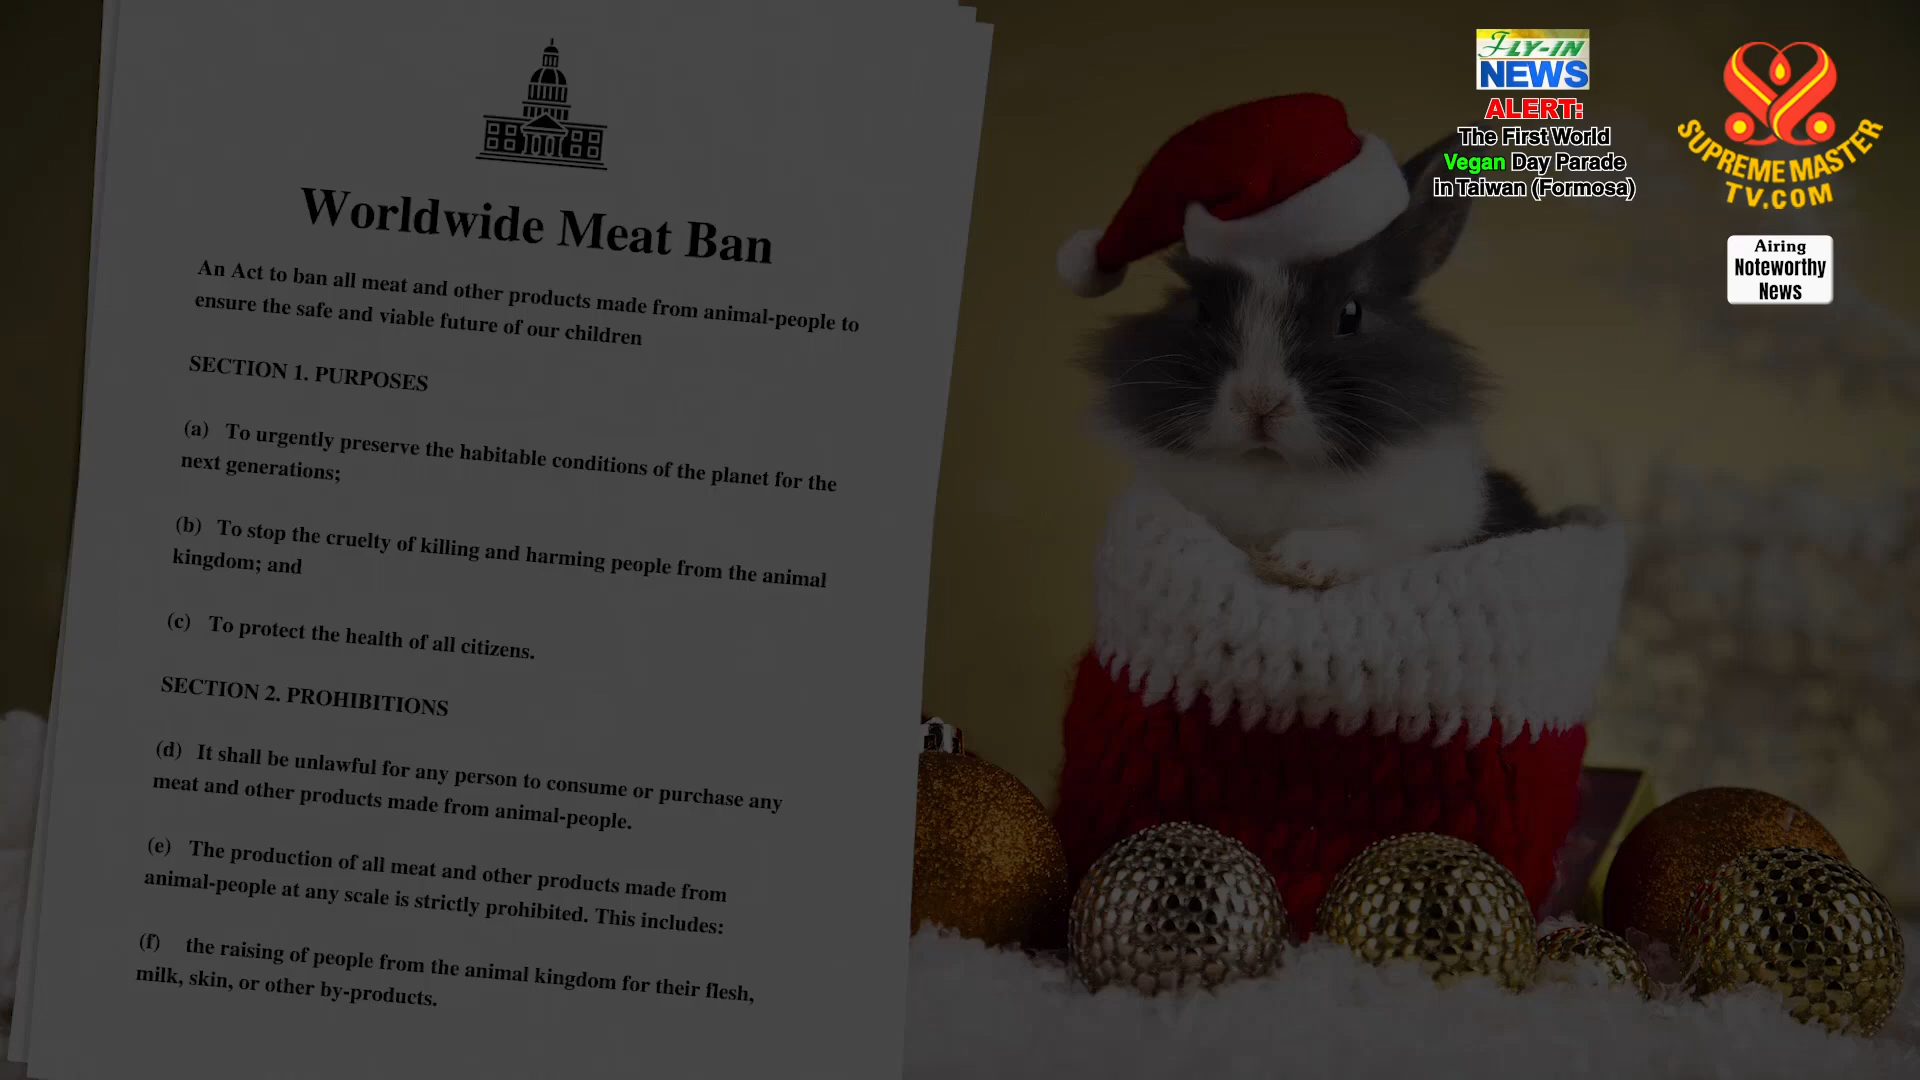 Worldwide Meat Ban
An Act to ban all meat and other products made from animal-people to
ensure the safe and viable future of our children
SECTION 1. PURPOSES
(a) To urgently preserve the habitable conditions of the planet for the
next generations;
(b) To stop the cruelty of killing and harming people from the animal
kingdom; and
(c) To protect the health of all citizens.
SECTION 2. PROHIBITIONS
(d) It shall be unlawful for any person to consume or purchase any
meat and other products made from animal-people.
(e) The production of all meat and other products made from
animal-people at any scale is strictly prohibited. This includes:
(f) the raising of people from the animal kingdom for their flesh,
milk, skin, or other by-products.
FLY-IN
NEWS
ALERT:
The First World
Vegan Day Parade
in Taiwan (Formosa)
SUPREME MASTER
TV.COM
Airing
Noteworthy
News